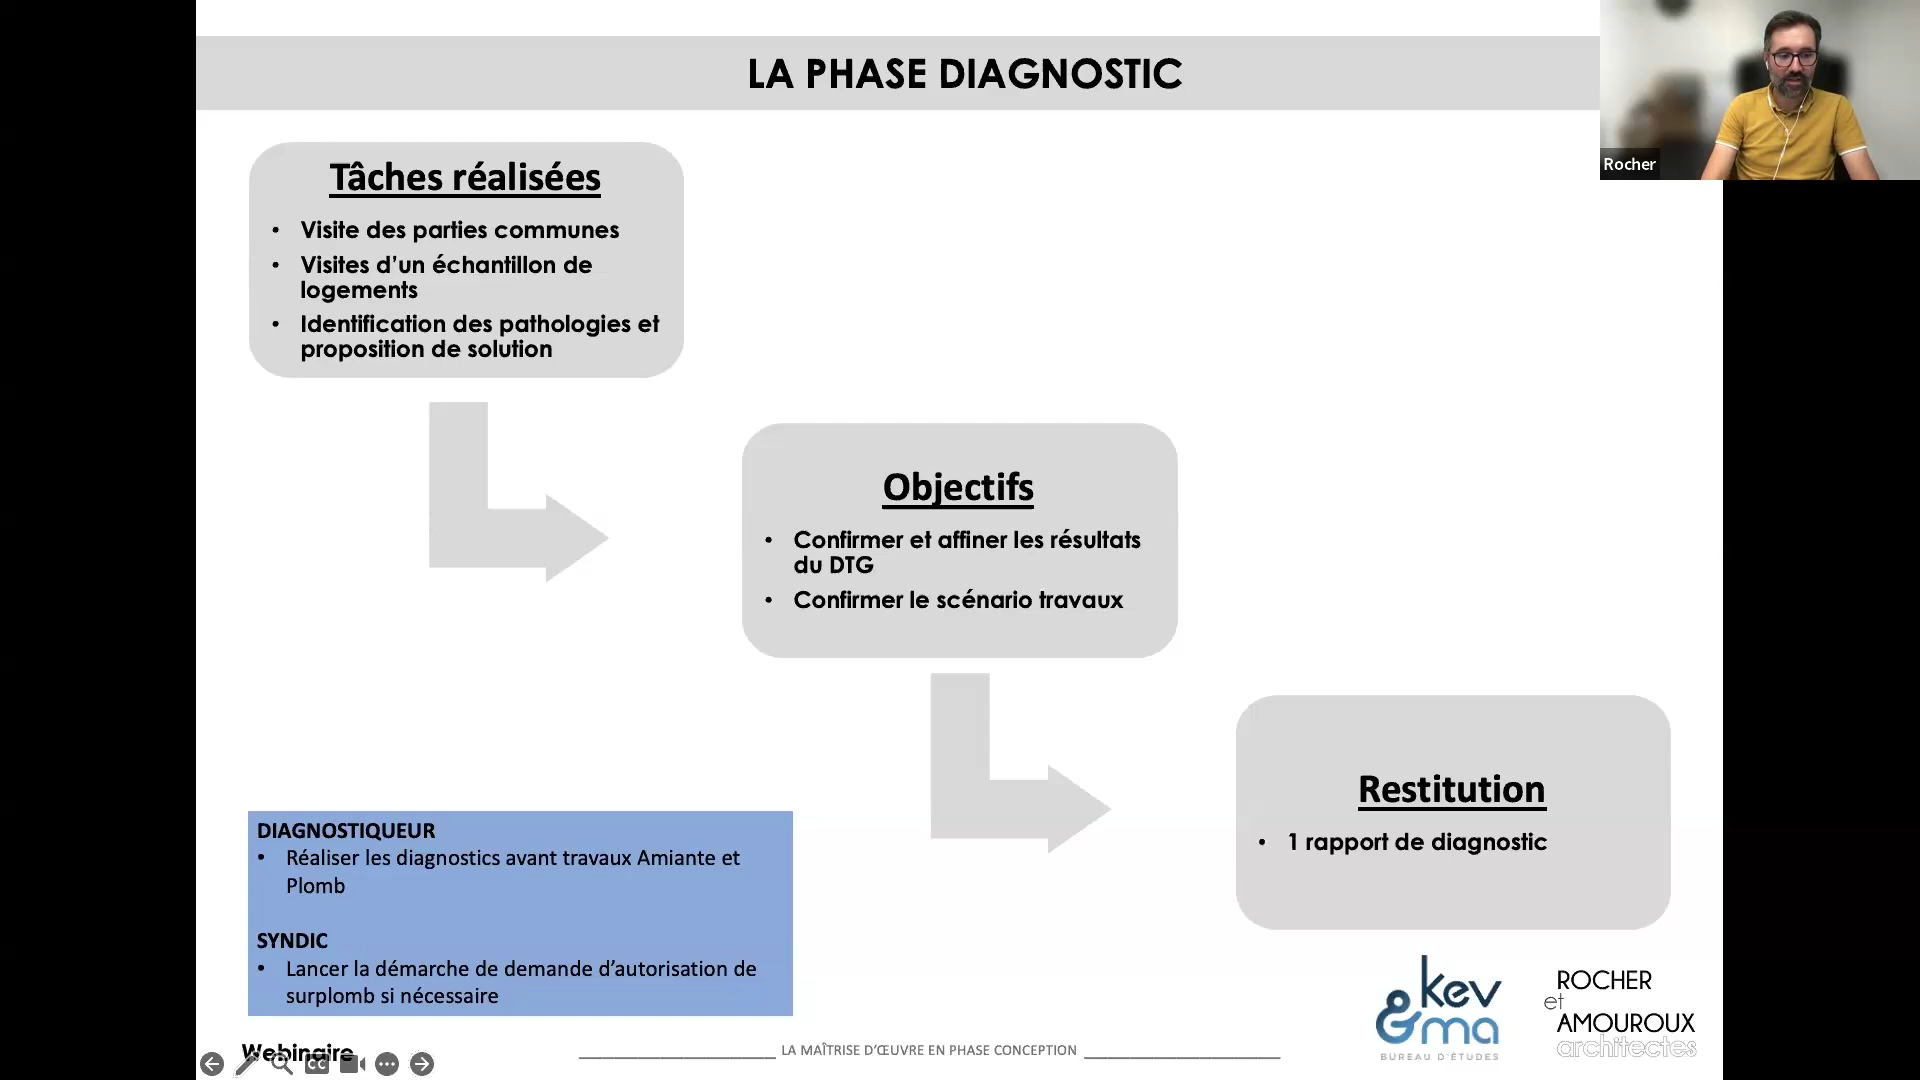 LA PHASE DIAGNOSTIC
Rocher
Tâches réalisées
• Visite des parties communes
• Visites d’un échantillon de
logements
• Identification des pathologies et
proposition de solution
Objectifs
• Confirmer et affiner les résultats
du DTG
• Confirmer le scénario travaux
Restitution
• 1 rapport de diagnostic
DIAGNOSTIQUEUR
• Réaliser les diagnostics avant travaux Amiante et
Plomb
SYNDIC
• Lancer la démarche de demande d’autorisation de
surplomb si nécessaire
kev
&ma
BUREAU D'ÉTUDES
ROCHER
et
AMOUROUX
architectes
Webinaire
CC
LA MAÎTRISE D’ŒUVRE EN PHASE CONCEPTION